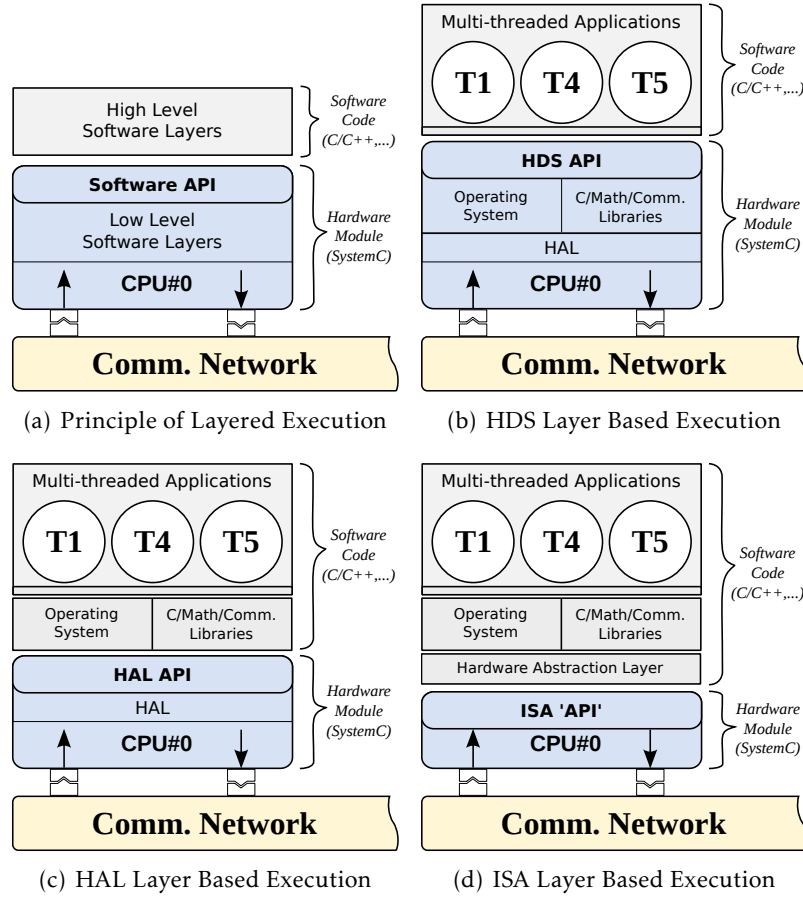 High Level
Software Layers
Software
Code
(C/C++,...)
Software API
Low Level
Software Layers
CPU#0
Hardware
Module
(SystemC)
Comm. Network
(a) Principle of Layered Execution
Multi-threaded Applications
T1 T4 T5
Software
Code
(C/C++,...)
HDS API
Operating
System
C/Math/Comm.
Libraries
HAL
CPU#0
Hardware
Module
(SystemC)
Comm. Network
(b) HDS Layer Based Execution
Multi-threaded Applications
T1 T4 T5
Software
Code
(C/C++,...)
Operating
System
C/Math/Comm.
Libraries
HAL API
HAL
CPU#0
Hardware
Module
(SystemC)
Comm. Network
(c) HAL Layer Based Execution
Multi-threaded Applications
T1 T4 T5
Software
Code
(C/C++,...)
Operating
System
C/Math/Comm.
Libraries
Hardware Abstraction Layer
ISA 'API'
CPU#0
Hardware
Module
(SystemC)
Comm. Network
(d) ISA Layer Based Execution